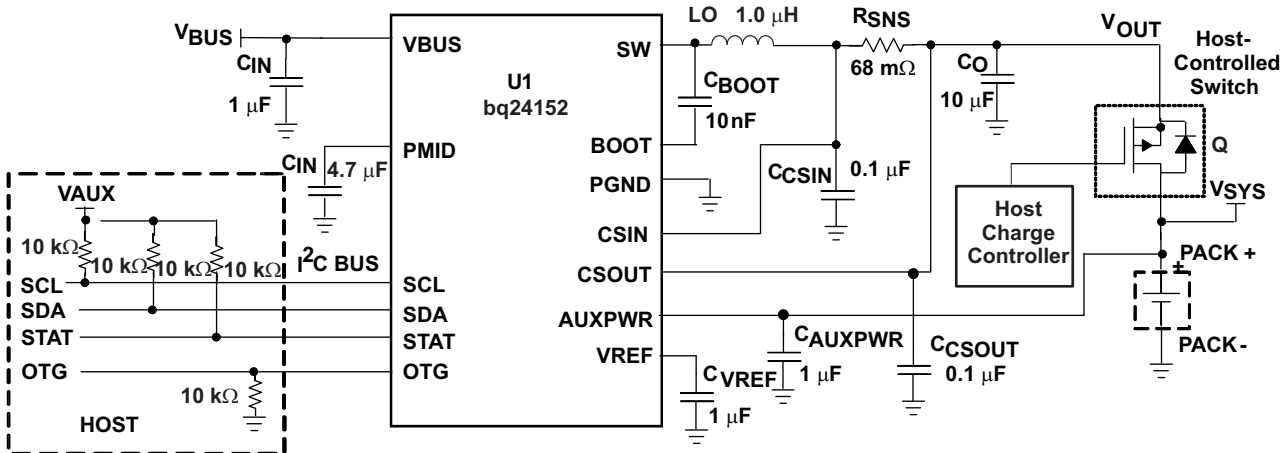 LO 1.0 μH
RSNS
68 mΩ
VOUT
Host-
Controlled
Switch
VBUS
CIN
1 μF
VBUS
U1
bq24152
SW
CBOOT
10nF
CO
10 μF
BOOT
PMID
CIN 4.7 μF
PGND
CCSIN
0.1 μF
Q
VSYS
Host
Charge
Controller
CSIN
CSOUT
PACK +
+
PACK -
VAUX
10 kΩ
10 kΩ
10 kΩ
10 kΩ
I2C BUS
SCL
SCL
SDA
SDA
STAT
STAT
OTG
OTG
10 kΩ
HOST
AUXPWR
VREF
CAUXPWR
1 μF
CCSOUT
0.1 μF
CVREF
1 μF